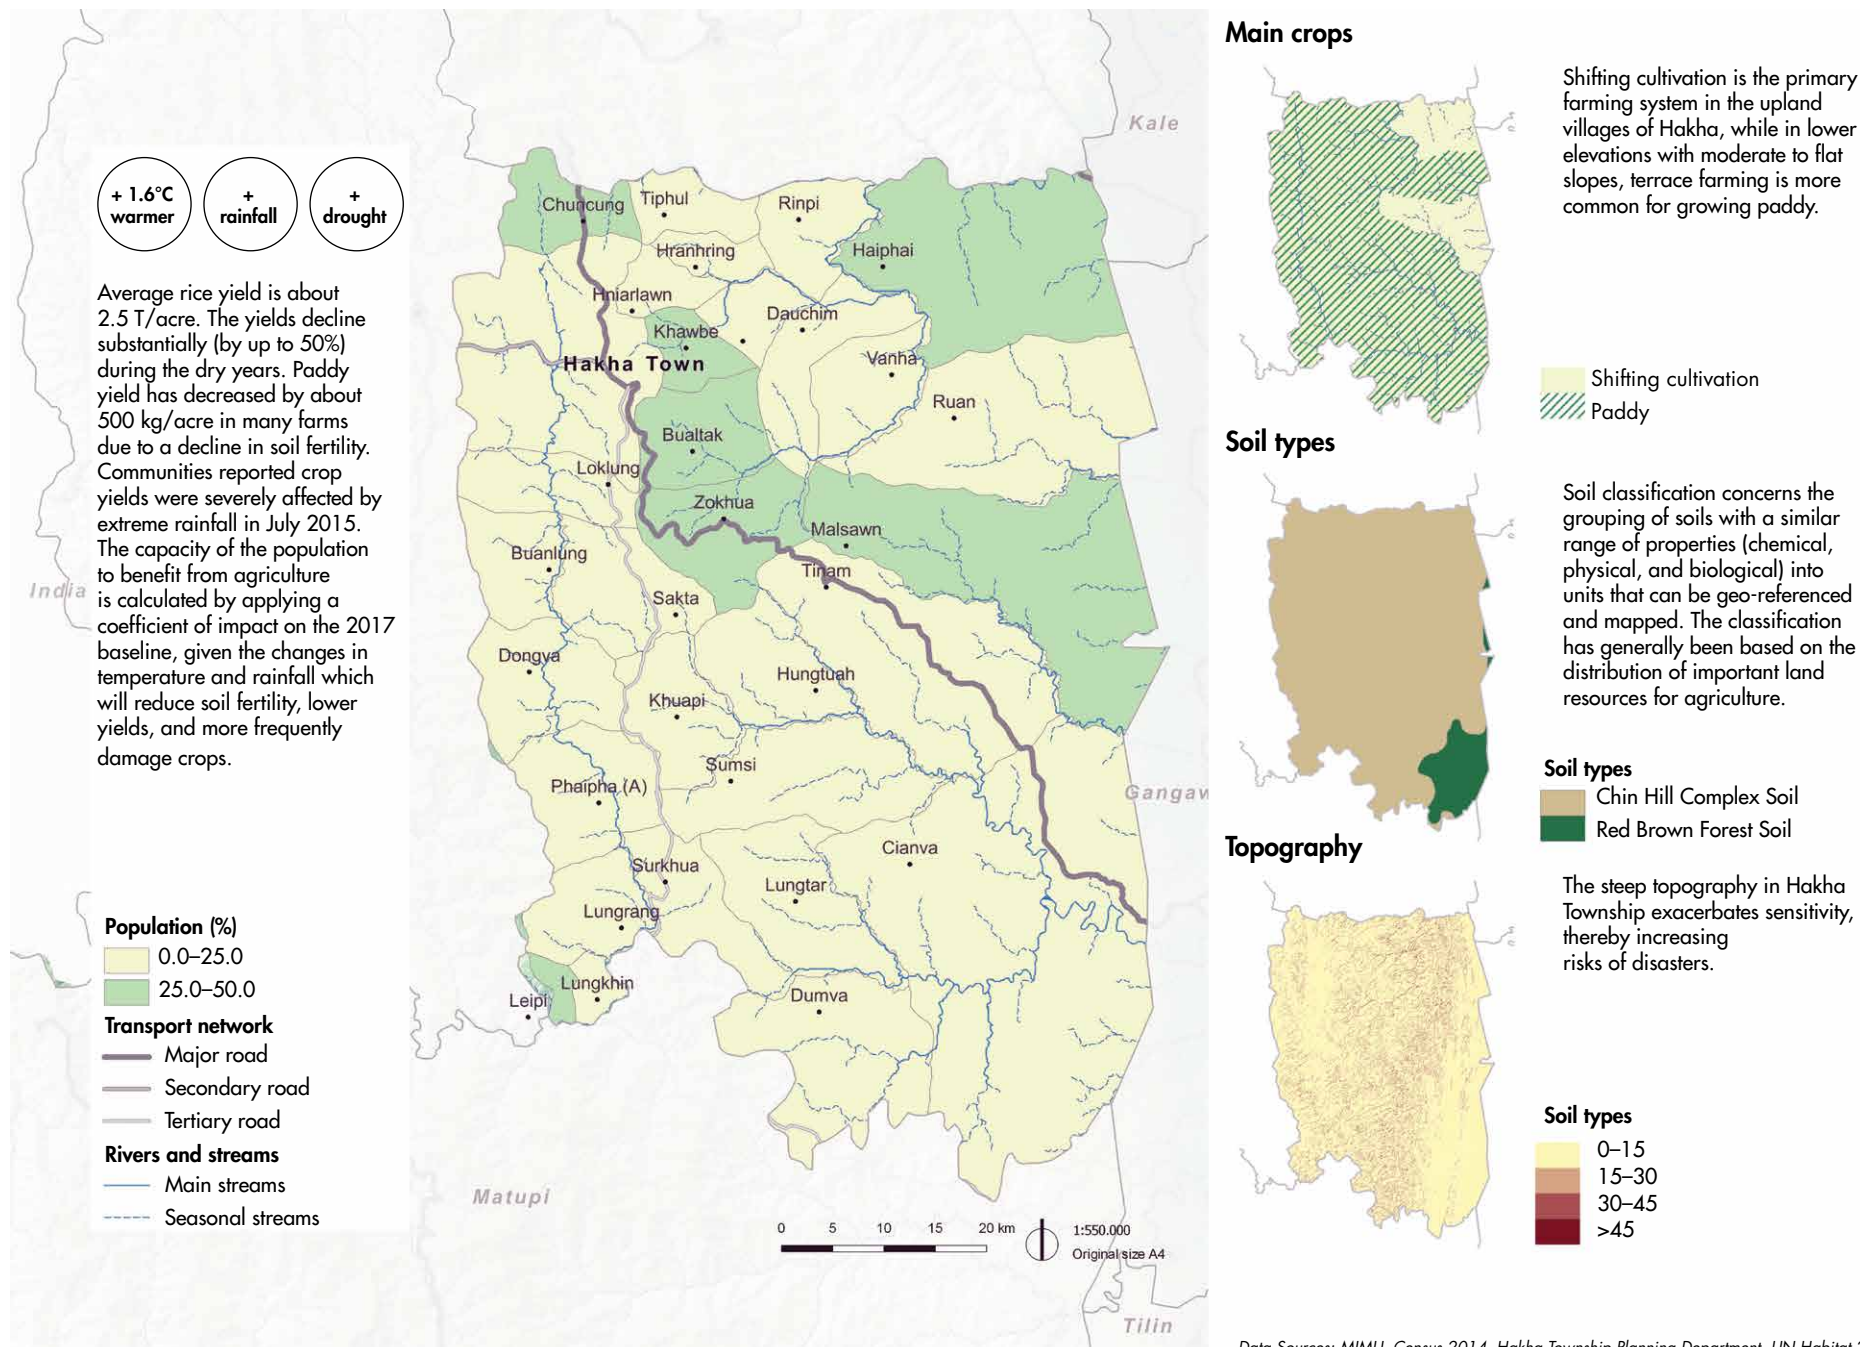 + 1.6°C
warmer
+
rainfall
+
drought
Average rice yield is about
2.5 T/acre. The yields decline
substantially (by up to 50%)
during the dry years. Paddy
yield has decreased by about
500 kg/acre in many farms
due to a decline in soil fertility.
Communities reported crop
yields were severely affected by
extreme rainfall in July 2015.
The capacity of the population
to benefit from agriculture
is calculated by applying a
coefficient of impact on the 2017
baseline, given the changes in
temperature and rainfall which
will reduce soil fertility, lower
yields, and more frequently
damage crops.
Population (%)
0.0–25.0
25.0–50.0
Transport network
Major road
Secondary road
Tertiary road
Rivers and streams
Main streams
Seasonal streams
India
Kale
Chuncung
Tiphul
Rinpi
Hranhring
Haiphai
Hniarlawn
Khawbe
Dauchim
Hakha Town
Vanha
Ruan
Bualtak
Loklung
Zokhua
Malsawn
Buanlung
Tinam
Sakta
Dongva
Hungtuah
Khuapi
Sumsi
Phaipha (A)
Gangaw
Cianva
Surkhua
Lungtar
Lungrang
Lungkhin
Leipi
Dumva
Matupi
0 5 10 15 20 km
1:550.000
Original size A4
Tilin
Main crops
Shifting cultivation is the primary
farming system in the upland
villages of Hakha, while in lower
elevations with moderate to flat
slopes, terrace farming is more
common for growing paddy.
Shifting cultivation
Paddy
Soil types
Soil classification concerns the
grouping of soils with a similar
range of properties (chemical,
physical, and biological) into
units that can be geo-referenced
and mapped. The classification
has generally been based on the
distribution of important land
resources for agriculture.
Soil types
Chin Hill Complex Soil
Red Brown Forest Soil
Topography
The steep topography in Hakha
Township exacerbates sensitivity,
thereby increasing
risks of disasters.
Soil types
0–15
15–30
30–45
>45
Data Sources: MIMU, Census 2014, Hakha Township Planning Department, UN-Habitat